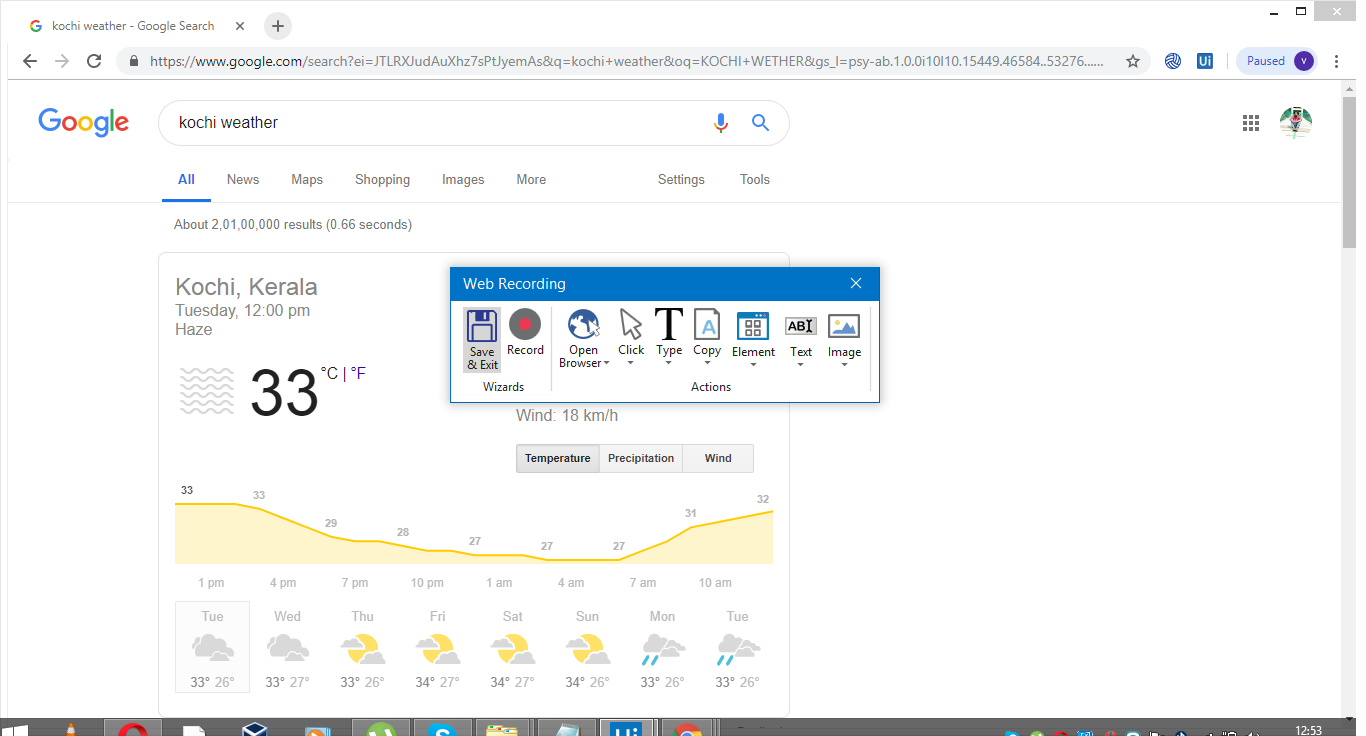 kochi weather - Google Search
https://www.google.com/search?ei=JTLRXJudAuXhz7sPtJyemAs&q=kochi+weather&oq=KOCHI+WETHER&gs_l=psy-ab.1.0.0i10l10.15449.46584..53276......
Ui
Paused V
Google
kochi weather
All News Maps Shopping Images More Settings Tools
About 2,01,00,000 results (0.66 seconds)
Kochi, Kerala
Tuesday, 12:00 pm
Haze
33 °C | °F
Web Recording
Save & Exit
Record
Wizards
Open Browser
Click
T
Type
A
Copy
Element
ABI
Text
Image
Actions
Wind: 18 km/h
Temperature Precipitation Wind
33 33 29 28 27 27 27 31 32
1 pm 4 pm 7 pm 10 pm 1 am 4 am 7 am 10 am
Tue Wed Thu Fri Sat Sun Mon Tue
33° 26° 33° 27° 33° 26° 34° 27° 34° 27° 34° 26° 33° 26° 33° 26°
Ui
12:53